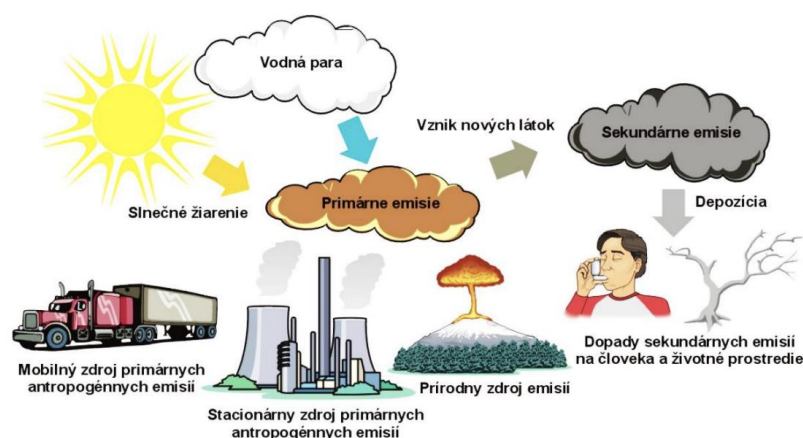 Vodná para
Vznik nových látok
Sekundárne emisie
Slnečné žiarenie
Primárne emisie
Depozícia
Mobilný zdroj primárnych
antropogénnych emisií
Stacionárny zdroj primárnych
antropogénnych emisií
Prírodny zdroj emisií
Dopady sekundárnych emisií
na človeka a životné prostredie